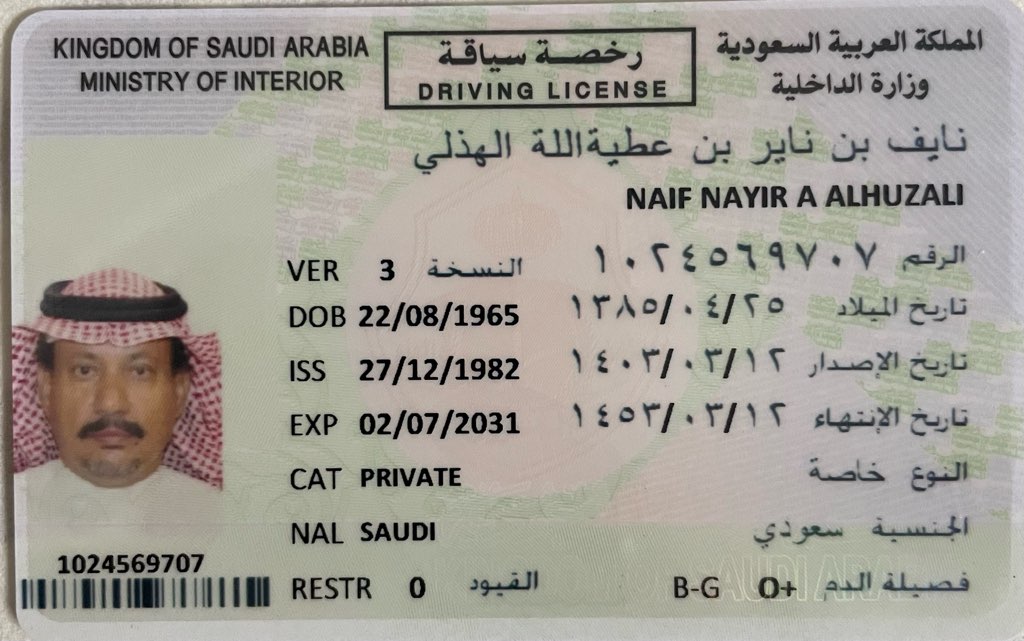 KINGDOM OF SAUDI ARABIA رخصة سياقة المملكة العربية السعودية
MINISTRY OF INTERIOR DRIVING LICENSE وزارة الداخلية
نايف بن ناير بن عطيةاللة الهذلي
NAIF NAYIR A ALHUZALI
الرقم ١٠٢٤٥٦٩٧٠٧
VER 3 النسخة
DOB 22/08/1965 تاريخ الميلاد ١٣٨٥/٠٤/٢٥
ISS 27/12/1982 تاريخ الإصدار ١٤٠٣/٠٣/١٢
EXP 02/07/2031 تاريخ الإنتهاء ١٤٥٣/٠٣/١٢
CAT PRIVATE النوع خاصة
NAL SAUDI الجنسية سعودي
1024569707
RESTR 0 القيود B-G O+ فصيلة الدم
SAUDI ARA